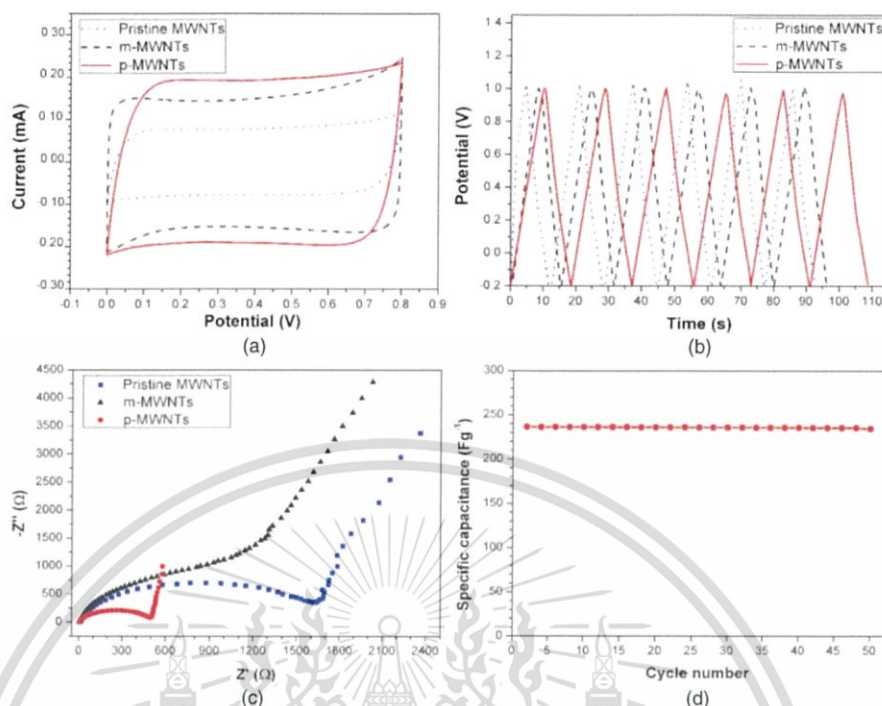 Pristine MWNTs
m-MWNTs
p-MWNTs
0.30
0.20
0.10
0.00
0.10
0.20
-0.30
-0.1 0.0 0.1 0.2 0.3 0.4 0.5 0.6 0.7 0.8 0.9
Current (mA)
Potential (V)
(a)
Pristine MWNTs
m-MWNTs
p-MWNTs
1.4
1.2
1.0
0.8
0.6
0.4
0.2
0.0
-0.2
0 10 20 30 40 50 60 70 80 90 100 110
Potential (V)
Time (s)
(b)
Pristine MWNTs
m-MWNTs
p-MWNTs
4500
4000
3500
3000
2500
2000
1500
1000
500
0
0 300 600 900 1200 1500 1800 2100 2400
-Z'' (Ω)
Z' (Ω)
(c)
300
250
200
150
100
50
0
0 5 10 15 20 25 30 35 40 45 50
Specific capacitance (Fg⁻¹)
Cycle number
(d)